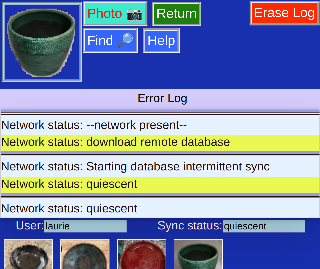 Photo 📷 Return Erase Log
Find 🔎 Help
Error Log
Network status: --network present--
Network status: download remote database
Network status: Starting database intermittent sync
Network status: quiescent
Network status: quiescent
User: laurie Sync status: quiescent